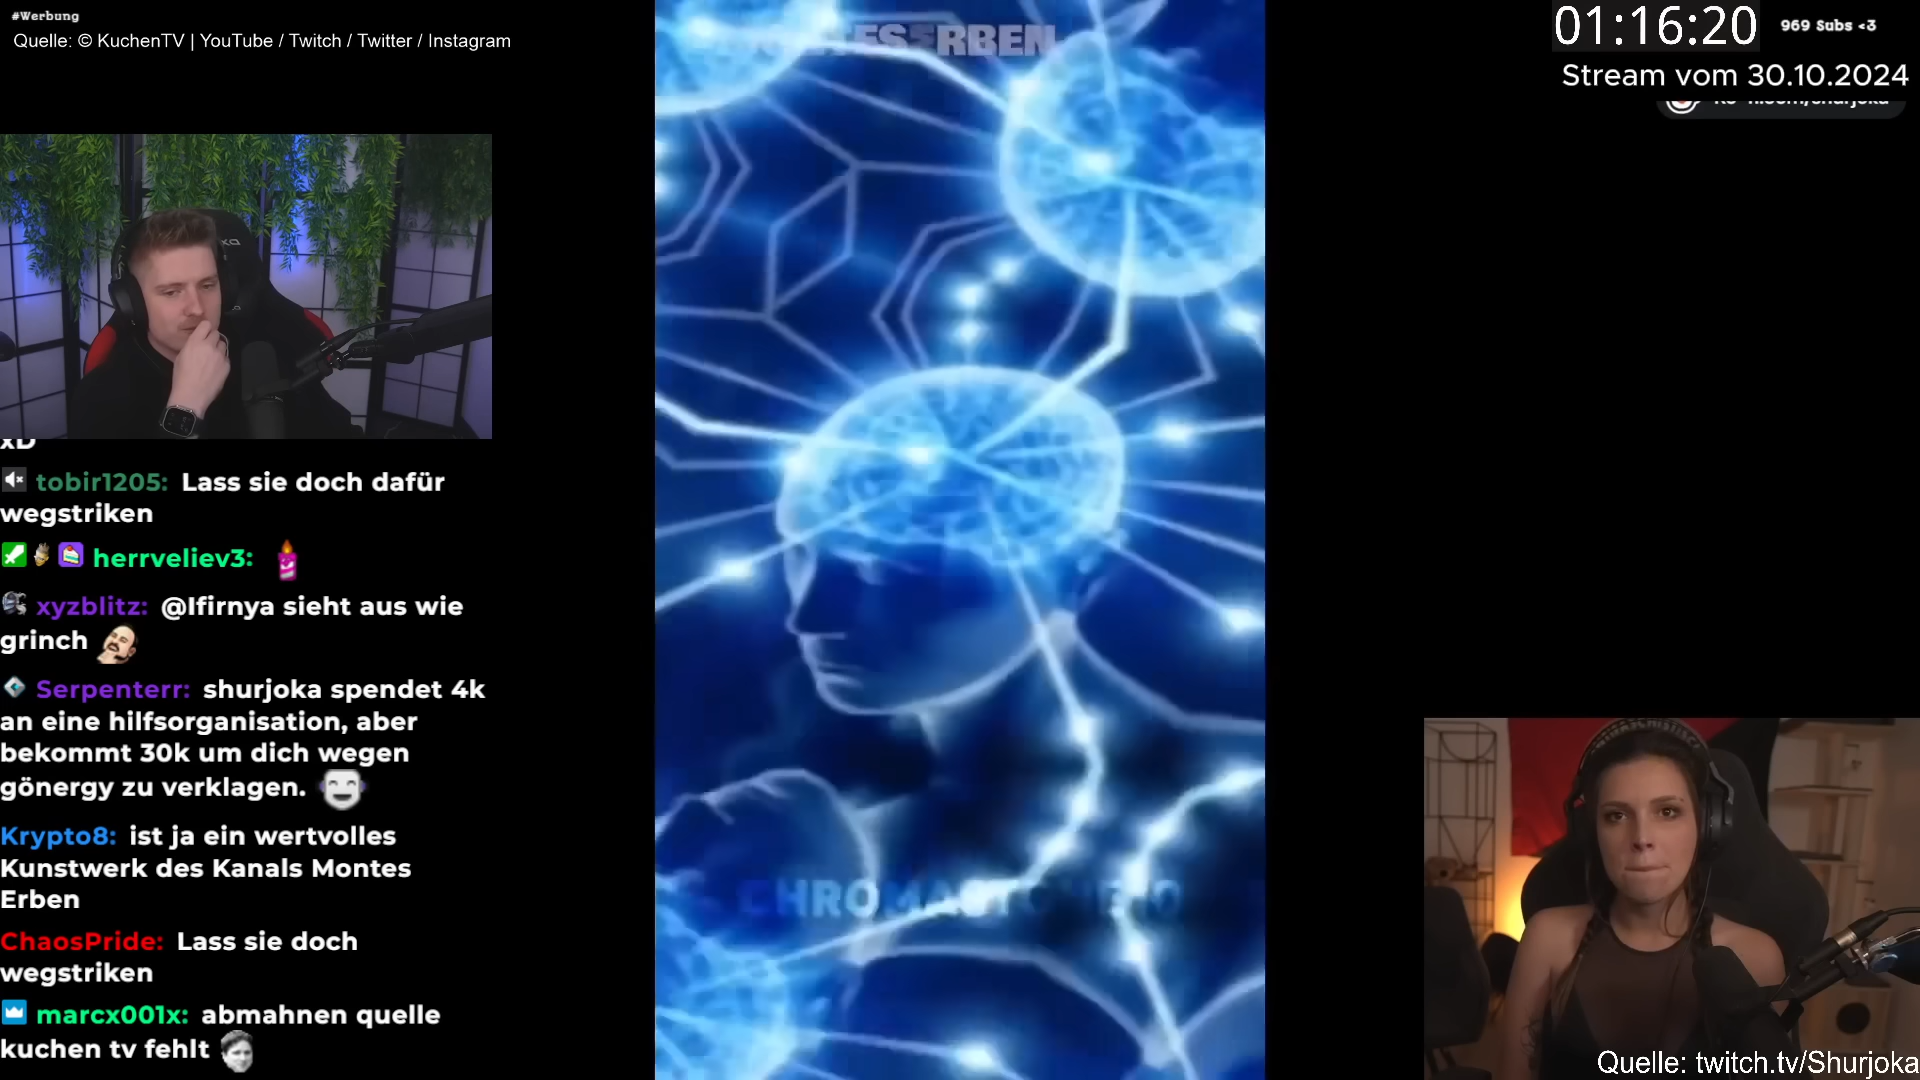 #Werbung
Quelle: © KuchenTV | YouTube / Twitch / Twitter / Instagram
01:16:20
969 Subs <3
Stream vom 30.10.2024
xD
tobir1205: Lass sie doch dafür
wegstriken
herrveliev3:
xyzblitz: @Ifirnya sieht aus wie
grinch
Serpenterr: shurjoka spendet 4k
an eine hilfsorganisation, aber
bekommt 30k um dich wegen
gönergy zu verklagen.
Krypto8: ist ja ein wertvolles
Kunstwerk des Kanals Montes
Erben
ChaosPride: Lass sie doch
wegstriken
marcx001x: abmahnen quelle
kuchen tv fehlt
Quelle: twitch.tv/Shurjoka